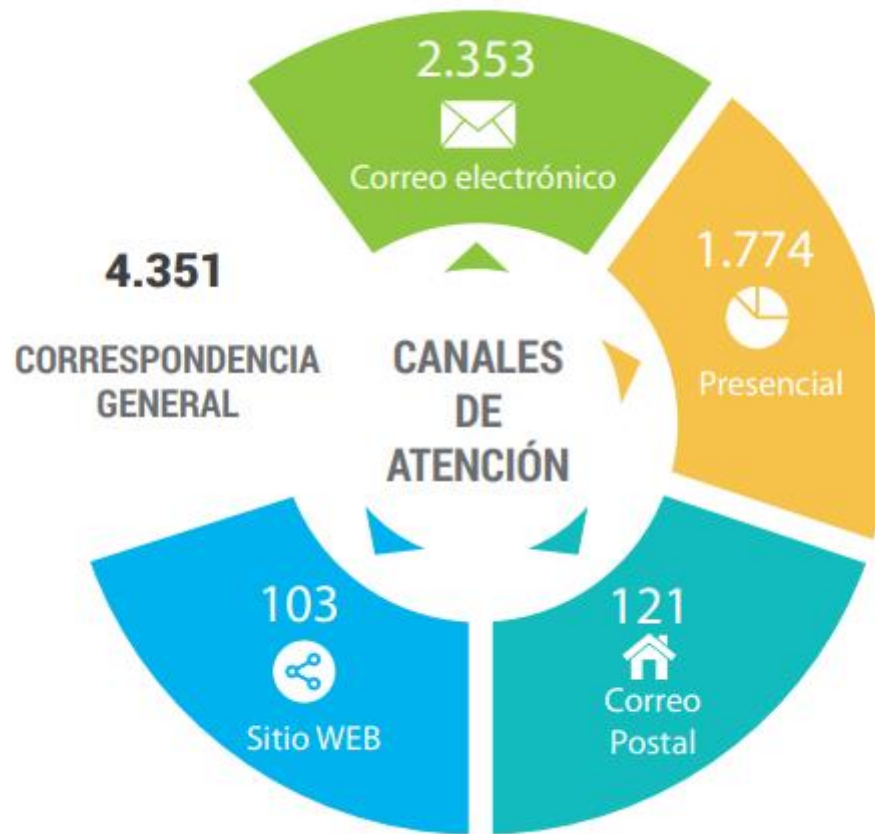 2.353
Correo electrónico
1.774
Presencial
4.351
CORRESPONDENCIA
GENERAL
CANALES
DE
ATENCIÓN
103
Sitio WEB
121
Correo
Postal